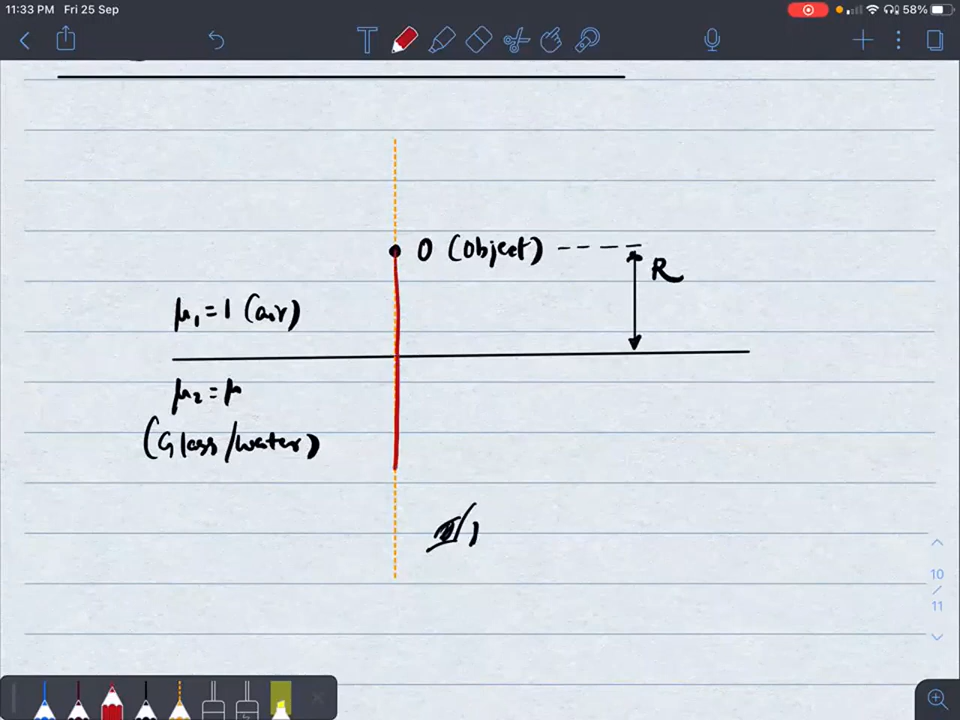 11:33 PM Fri 25 Sep
58%
T
O (Object)
R
μ₁ = 1 (air)
μ₂ = μ
(Glass/water)
10
/
11